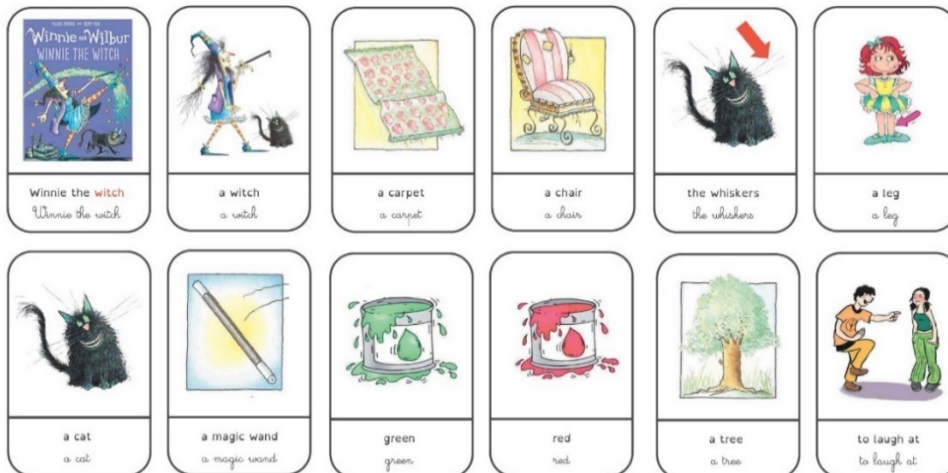 Winnie and Wilbur
WINNIE THE WITCH
Winnie the witch
Winnie the witch
a witch
a witch
a carpet
a carpet
a chair
a chair
the whiskers
the whiskers
a leg
a leg
a cat
a cat
a magic wand
a magic wand
green
green
red
red
a tree
a tree
to laugh at
to laugh at